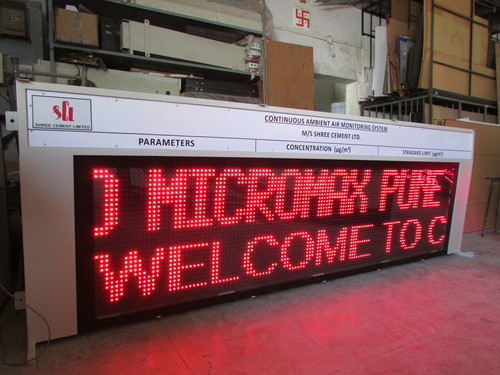 SCL
SHREE CEMENT LIMITED
CONTINUOUS AMBIENT AIR MONITORING SYSTEM
M/S SHREE CEMENT LTD.
PARAMETERS CONCENTRATION (µg/m³) STANDARD LIMIT (µg/m³)
) MICROMAX PUNE
WELCOME TO C